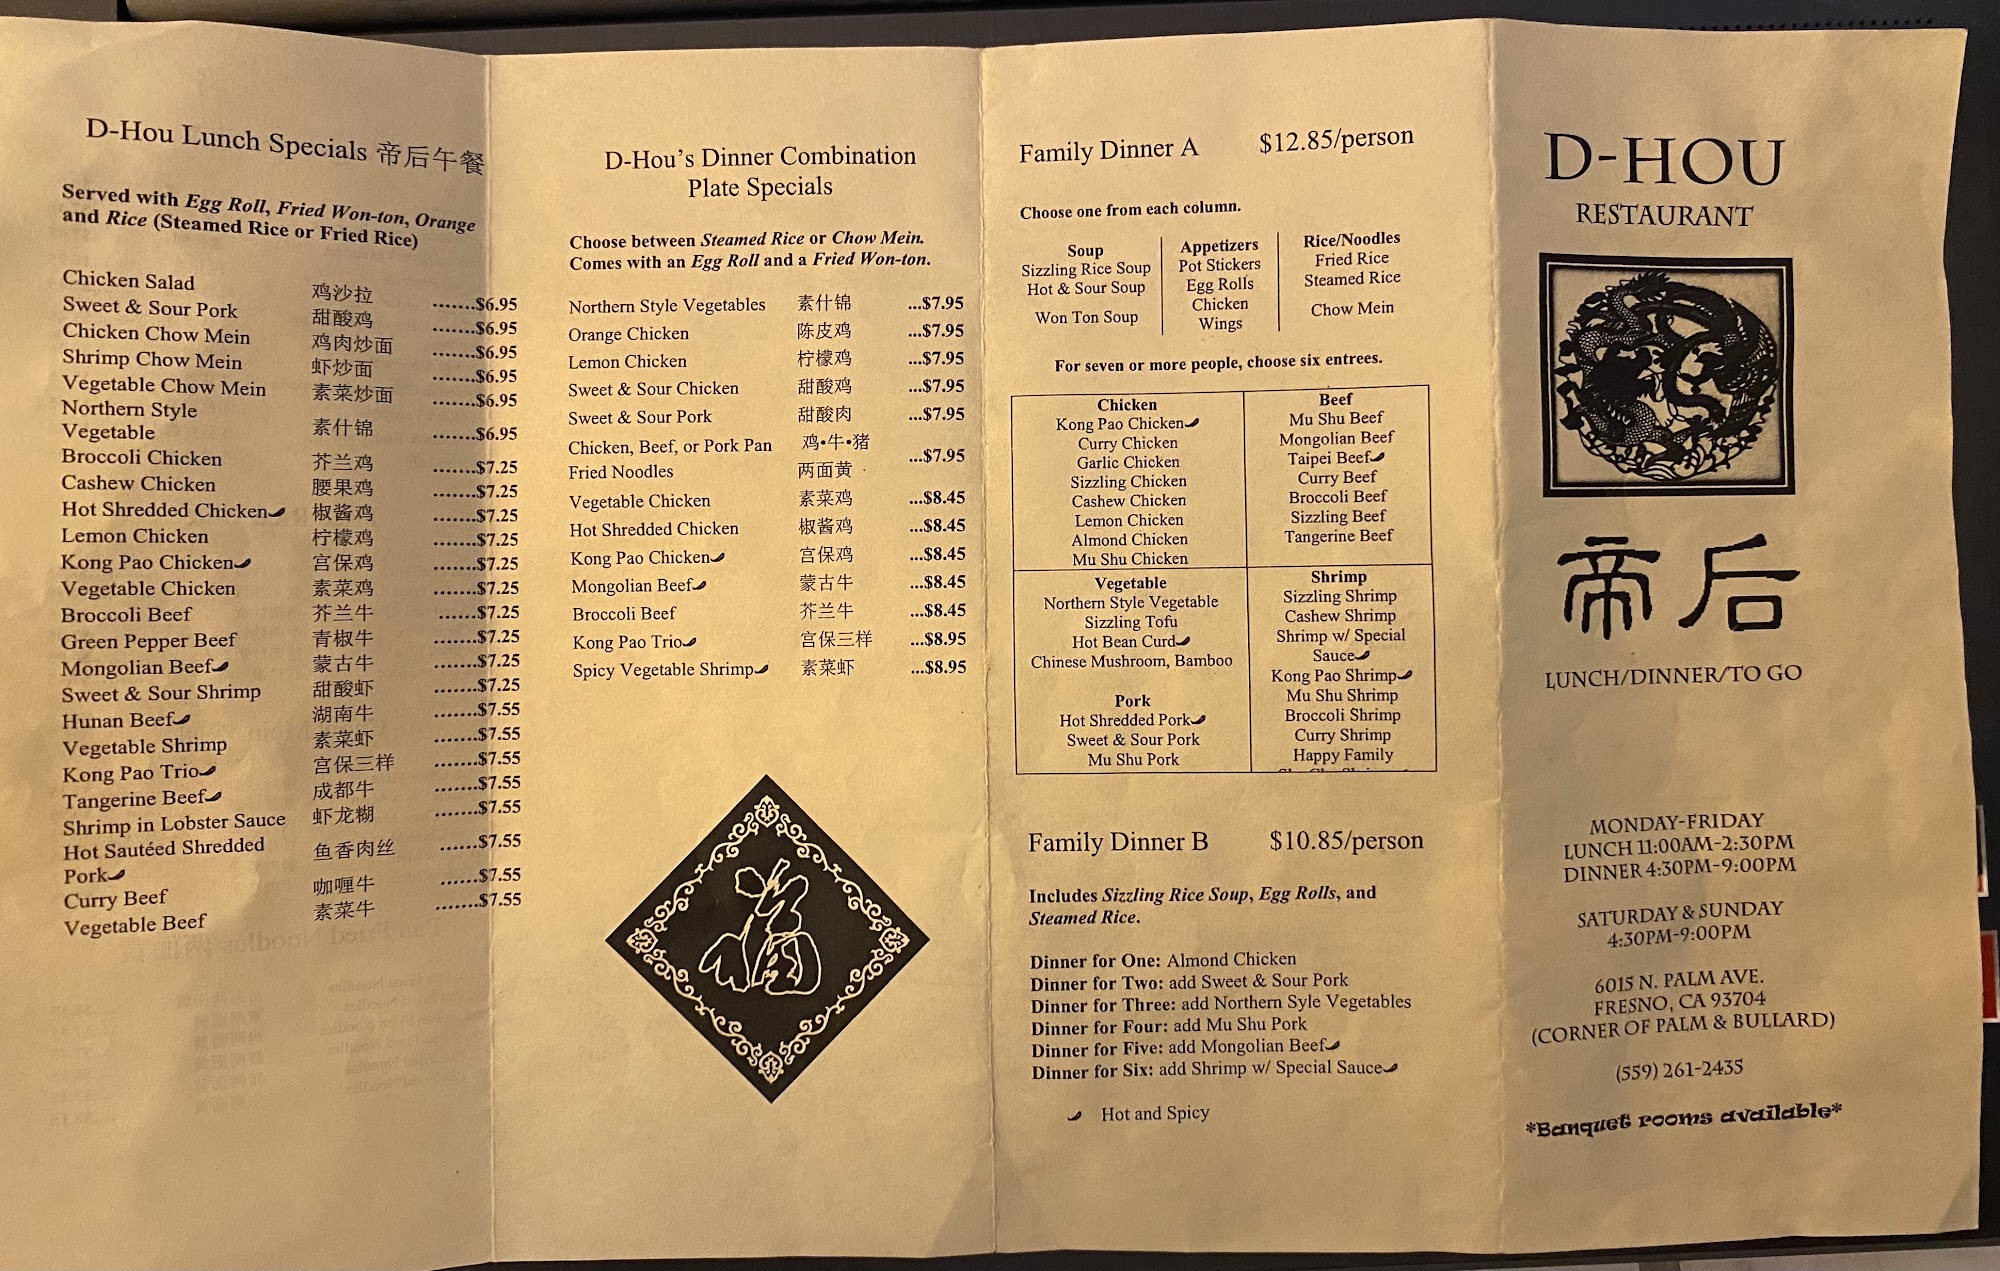 D-Hou Lunch Specials 帝后午餐
Served with Egg Roll, Fried Won-ton, Orange
and Rice (Steamed Rice or Fried Rice)
Chicken Salad 鸡沙拉 .......$6.95
Sweet & Sour Pork 甜酸鸡 .......$6.95
Chicken Chow Mein 鸡肉炒面 .......$6.95
Shrimp Chow Mein 虾炒面 .......$6.95
Vegetable Chow Mein 素菜炒面 .......$6.95
Northern Style
Vegetable 素什锦 .......$6.95
Broccoli Chicken 芥兰鸡 .......$7.25
Cashew Chicken 腰果鸡 .......$7.25
Hot Shredded Chicken 椒酱鸡 .......$7.25
Lemon Chicken 柠檬鸡 .......$7.25
Kong Pao Chicken 宫保鸡 .......$7.25
Vegetable Chicken 素菜鸡 .......$7.25
Broccoli Beef 芥兰牛 ......$7.25
Green Pepper Beef 青椒牛 .......$7.25
Mongolian Beef 蒙古牛 .......$7.25
Sweet & Sour Shrimp 甜酸虾 .......$7.25
Hunan Beef 湖南牛 .......$7.55
Vegetable Shrimp 素菜虾 .......$7.55
Kong Pao Trio 宫保三样 .......$7.55
Tangerine Beef 成都牛 .......$7.55
Shrimp in Lobster Sauce 虾龙糊 .......$7.55
Hot Sautéed Shredded
Pork 鱼香肉丝 ......$7.55
Curry Beef 咖喱牛 ......$7.55
Vegetable Beef 素菜牛 .......$7.55
D-Hou's Dinner Combination
Plate Specials
Choose between Steamed Rice or Chow Mein.
Comes with an Egg Roll and a Fried Won-ton.
Northern Style Vegetables 素什锦 ...$7.95
Orange Chicken 陈皮鸡 ...$7.95
Lemon Chicken 柠檬鸡 ...$7.95
Sweet & Sour Chicken 甜酸鸡 ...$7.95
Sweet & Sour Pork 甜酸肉 ...$7.95
Chicken, Beef, or Pork Pan 鸡•牛•猪
Fried Noodles 两面黄 ...$7.95
Vegetable Chicken 素菜鸡 ...$8.45
Hot Shredded Chicken 椒酱鸡 ...$8.45
Kong Pao Chicken 宫保鸡 ...$8.45
Mongolian Beef 蒙古牛 ...$8.45
Broccoli Beef 芥兰牛 ...$8.45
Kong Pao Trio 宫保三样 ...$8.95
Spicy Vegetable Shrimp 素菜虾 ...$8.95
Family Dinner A $12.85/person
Choose one from each column.
Soup
Sizzling Rice Soup
Hot & Sour Soup
Won Ton Soup
Appetizers
Pot Stickers
Egg Rolls
Chicken
Wings
Rice/Noodles
Fried Rice
Steamed Rice
Chow Mein
For seven or more people, choose six entrees.
Chicken
Kong Pao Chicken
Curry Chicken
Garlic Chicken
Sizzling Chicken
Cashew Chicken
Lemon Chicken
Almond Chicken
Mu Shu Chicken
Beef
Mu Shu Beef
Mongolian Beef
Taipei Beef
Curry Beef
Broccoli Beef
Sizzling Beef
Tangerine Beef
Vegetable
Northern Style Vegetable
Sizzling Tofu
Hot Bean Curd
Chinese Mushroom, Bamboo
Pork
Hot Shredded Pork
Sweet & Sour Pork
Mu Shu Pork
Shrimp
Sizzling Shrimp
Cashew Shrimp
Shrimp w/ Special
Sauce
Kong Pao Shrimp
Mu Shu Shrimp
Broccoli Shrimp
Curry Shrimp
Happy Family
Family Dinner B $10.85/person
Includes Sizzling Rice Soup, Egg Rolls, and
Steamed Rice.
Dinner for One: Almond Chicken
Dinner for Two: add Sweet & Sour Pork
Dinner for Three: add Northern Syle Vegetables
Dinner for Four: add Mu Shu Pork
Dinner for Five: add Mongolian Beef
Dinner for Six: add Shrimp w/ Special Sauce
Hot and Spicy
D-HOU
RESTAURANT
帝后
LUNCH/DINNER/TO GO
MONDAY-FRIDAY
LUNCH 11:00AM-2:30PM
DINNER 4:30PM-9:00PM
SATURDAY & SUNDAY
4:30PM-9:00PM
6015 N. PALM AVE.
FRESNO, CA 93704
(CORNER OF PALM & BULLARD)
(559) 261-2435
*Banquet rooms available*